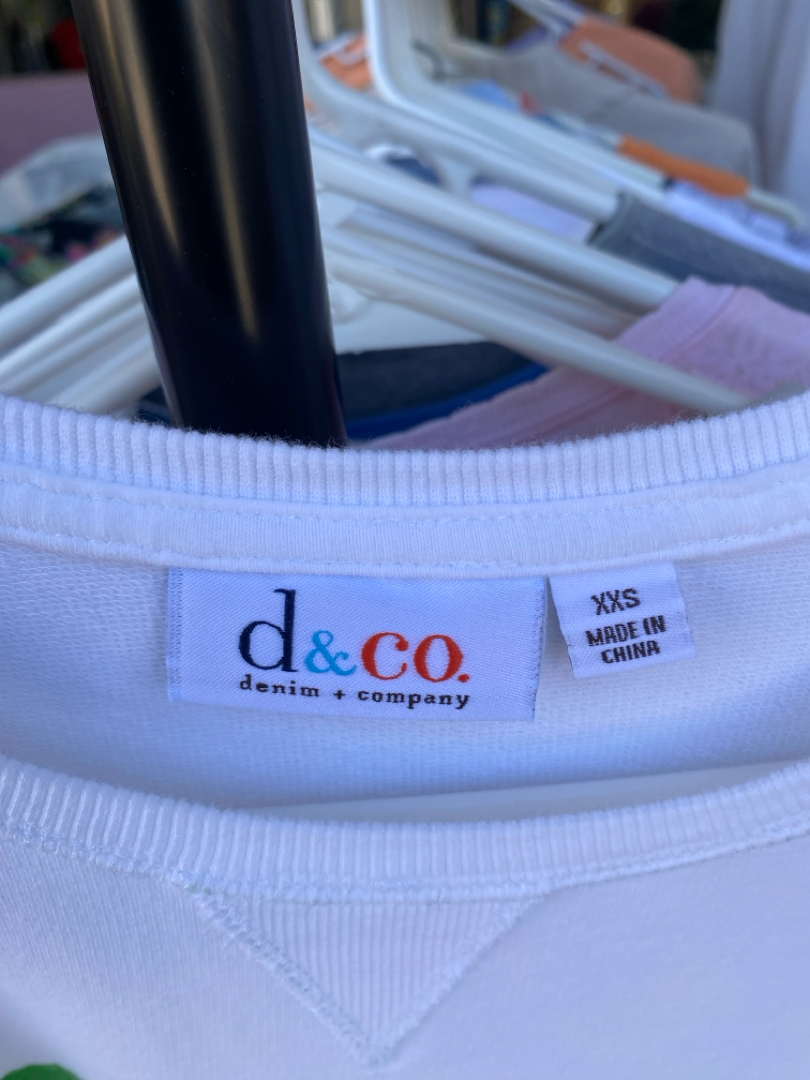 d&co.
denim + company
XXS
MADE IN
CHINA